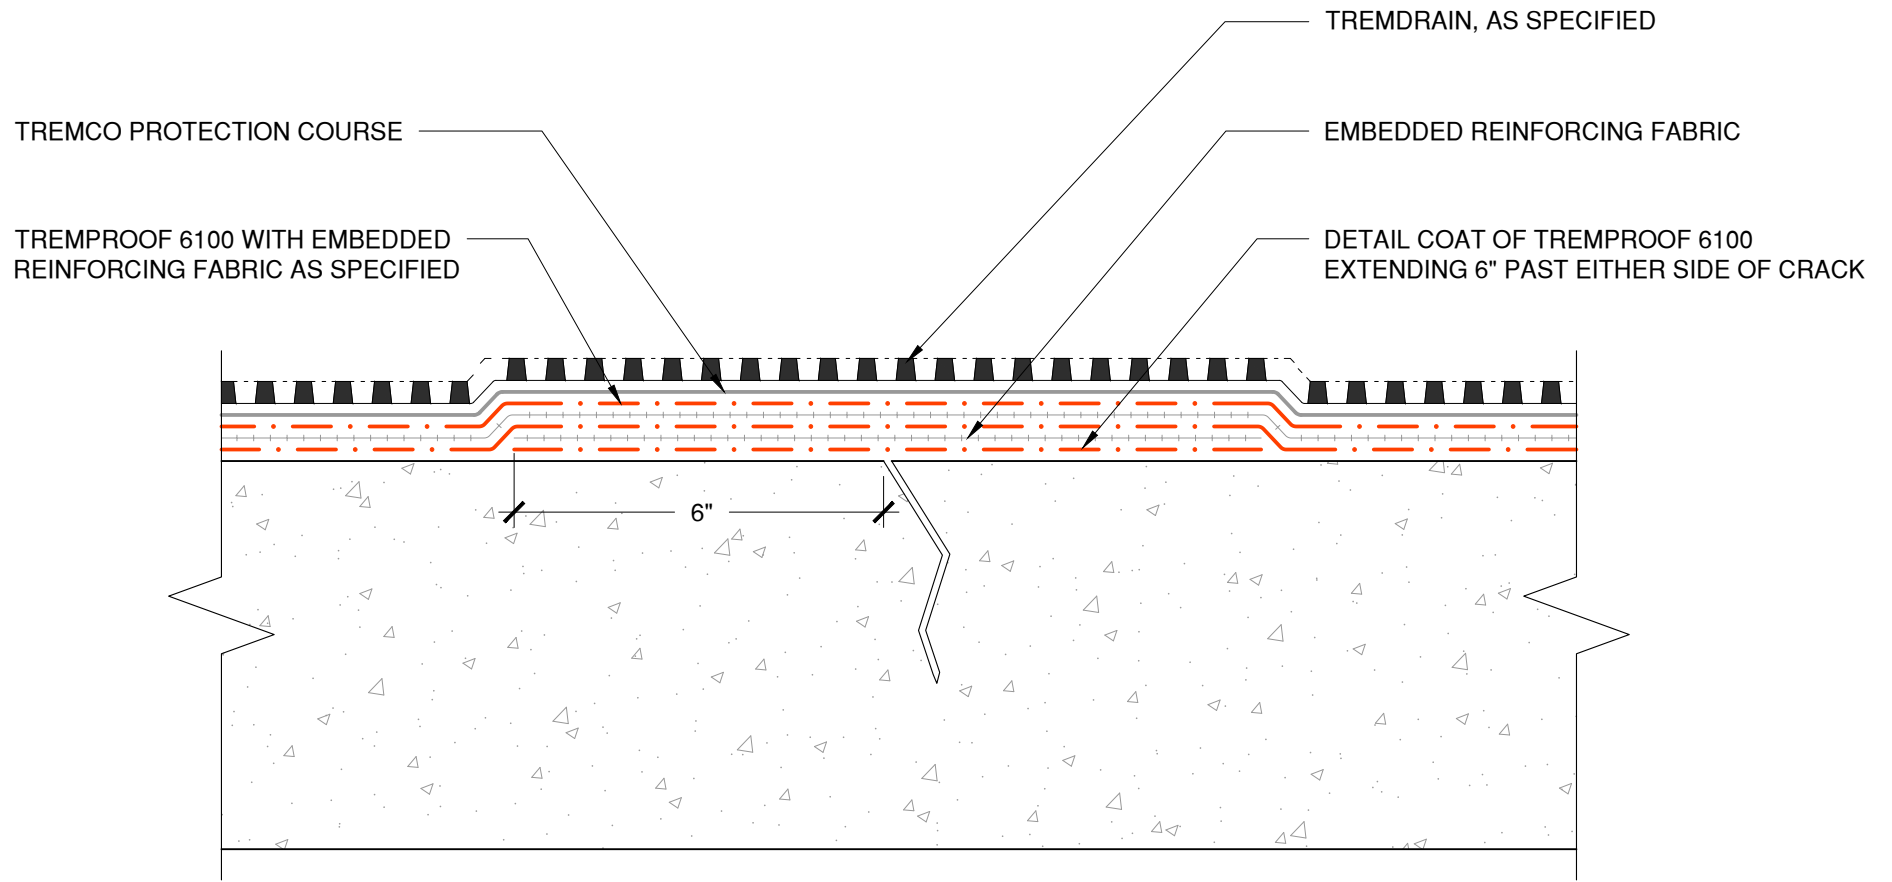 TREMDRAIN, AS SPECIFIED
TREMCO PROTECTION COURSE
EMBEDDED REINFORCING FABRIC
TREMPROOF 6100 WITH EMBEDDED
REINFORCING FABRIC AS SPECIFIED
DETAIL COAT OF TREMPROOF 6100
EXTENDING 6" PAST EITHER SIDE OF CRACK
6"